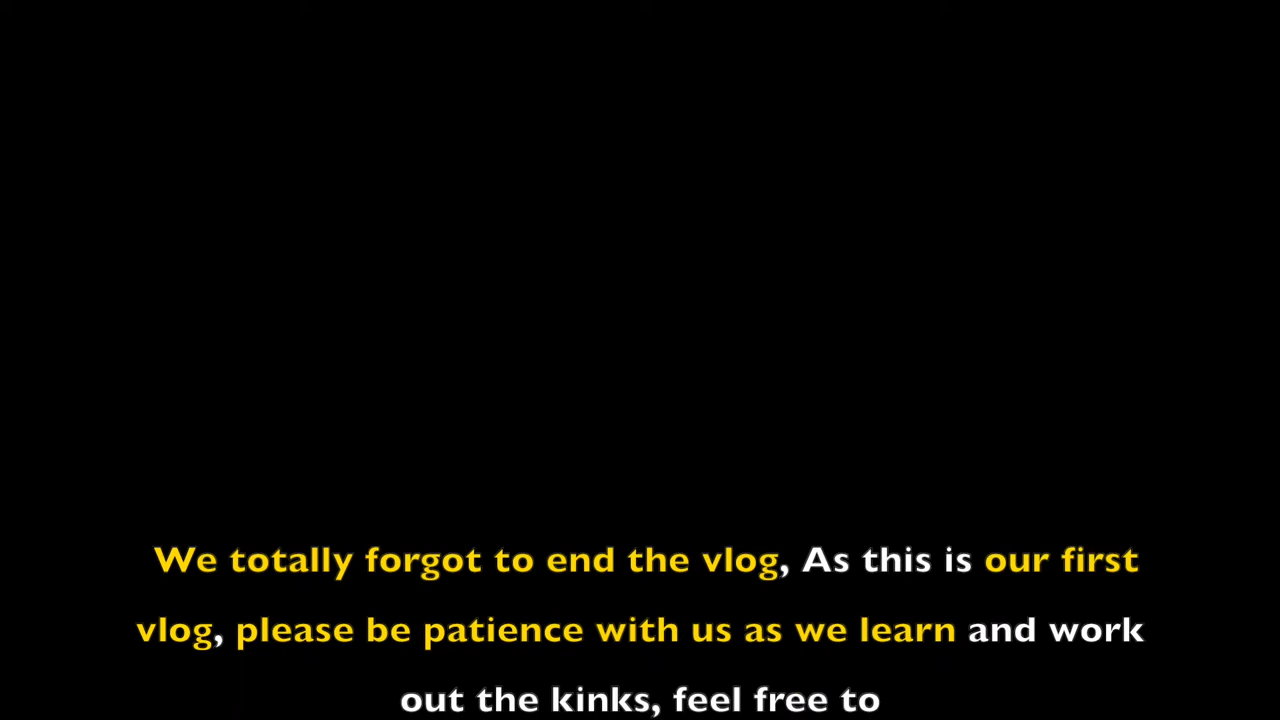 We totally forgot to end the vlog, As this is our first
vlog, please be patience with us as we learn and work
out the kinks, feel free to